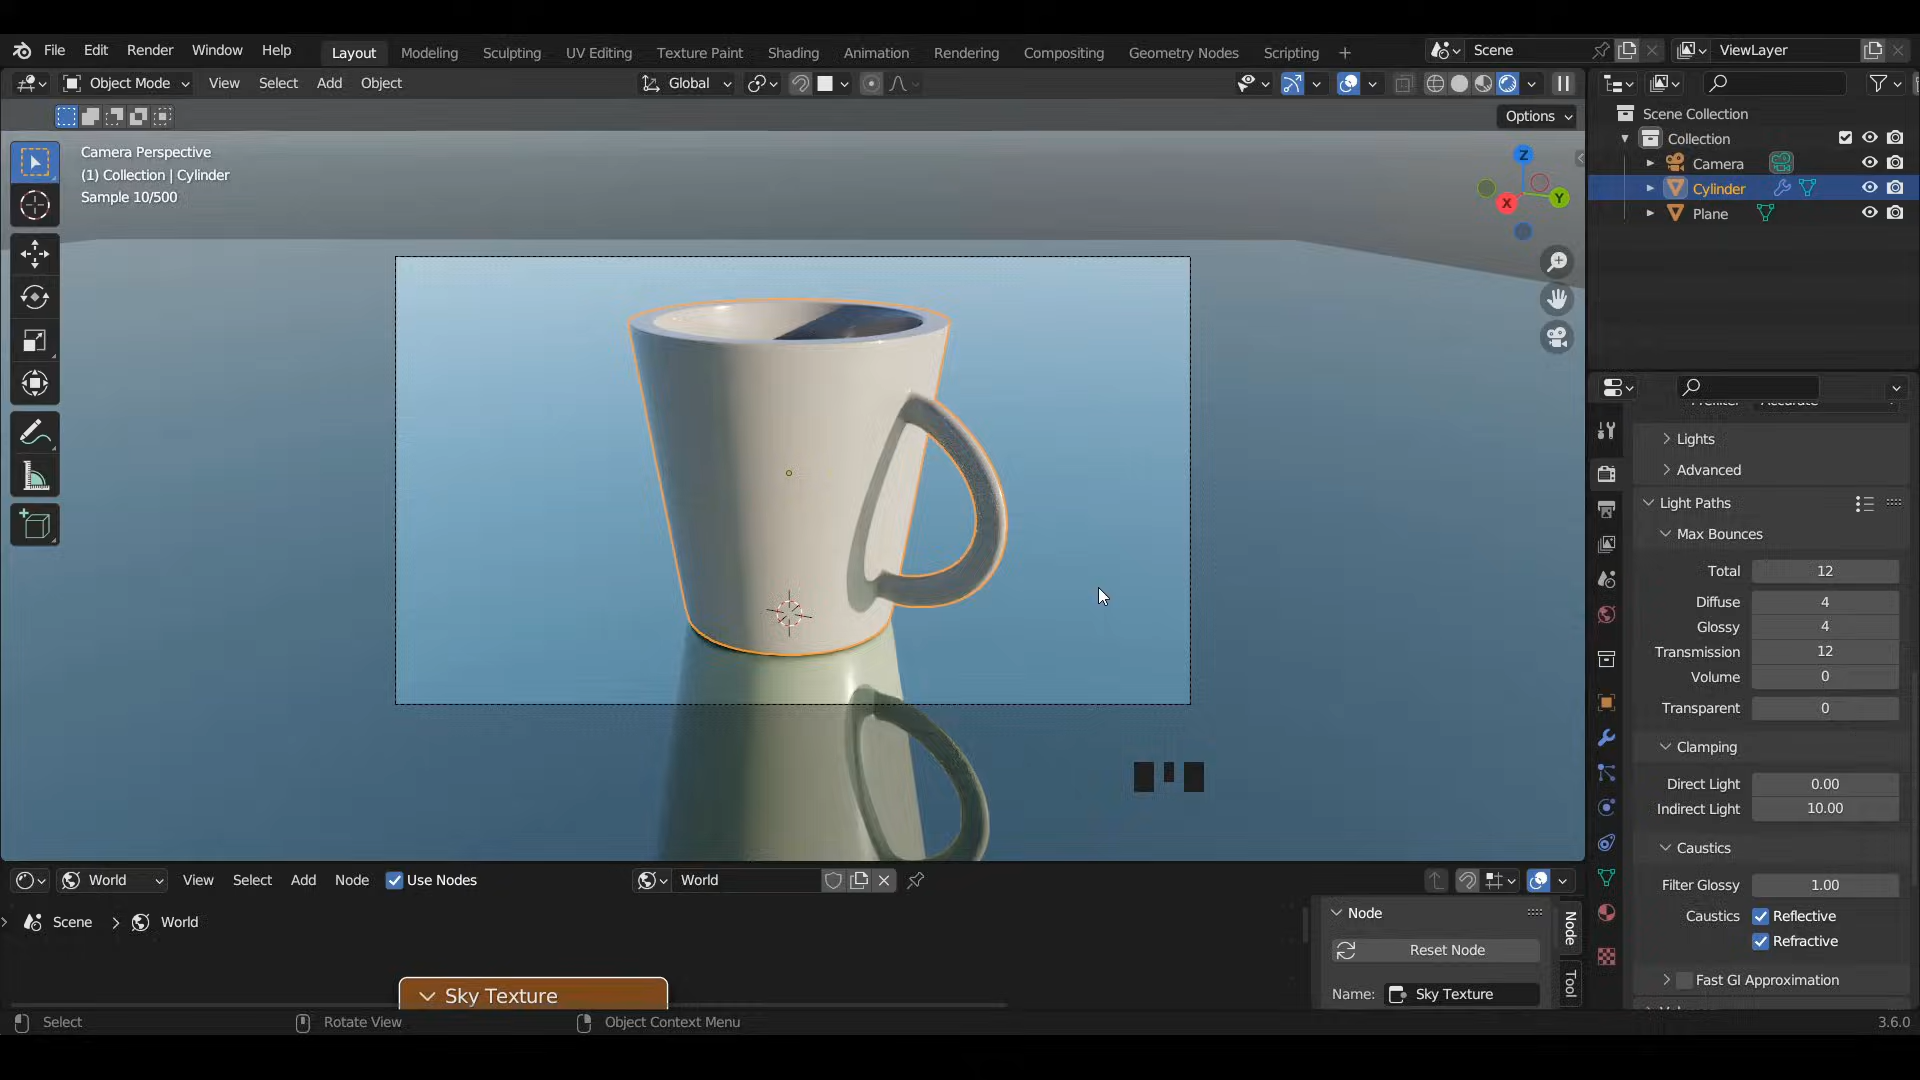 File Edit Render Window Help Layout Modeling Sculpting UV Editing Texture Paint Shading Animation Rendering Compositing Geometry Nodes Scripting + Scene ViewLayer
Object Mode View Select Add Object Global
Options
Camera Perspective
(1) Collection | Cylinder
Sample 10/500
Z
Y
X
Scene Collection
Collection
Camera
Cylinder
Plane
Lights
Advanced
Light Paths
Max Bounces
Total 12
Diffuse 4
Glossy 4
Transmission 12
Volume 0
Transparent 0
Clamping
Direct Light 0.00
Indirect Light 10.00
Caustics
Filter Glossy 1.00
Caustics Reflective
Refractive
Fast GI Approximation
World View Select Add Node Use Nodes World
Scene > World
Sky Texture
Node
Reset Node
Name: Sky Texture
Node
Tool
Select Rotate View Object Context Menu 3.6.0